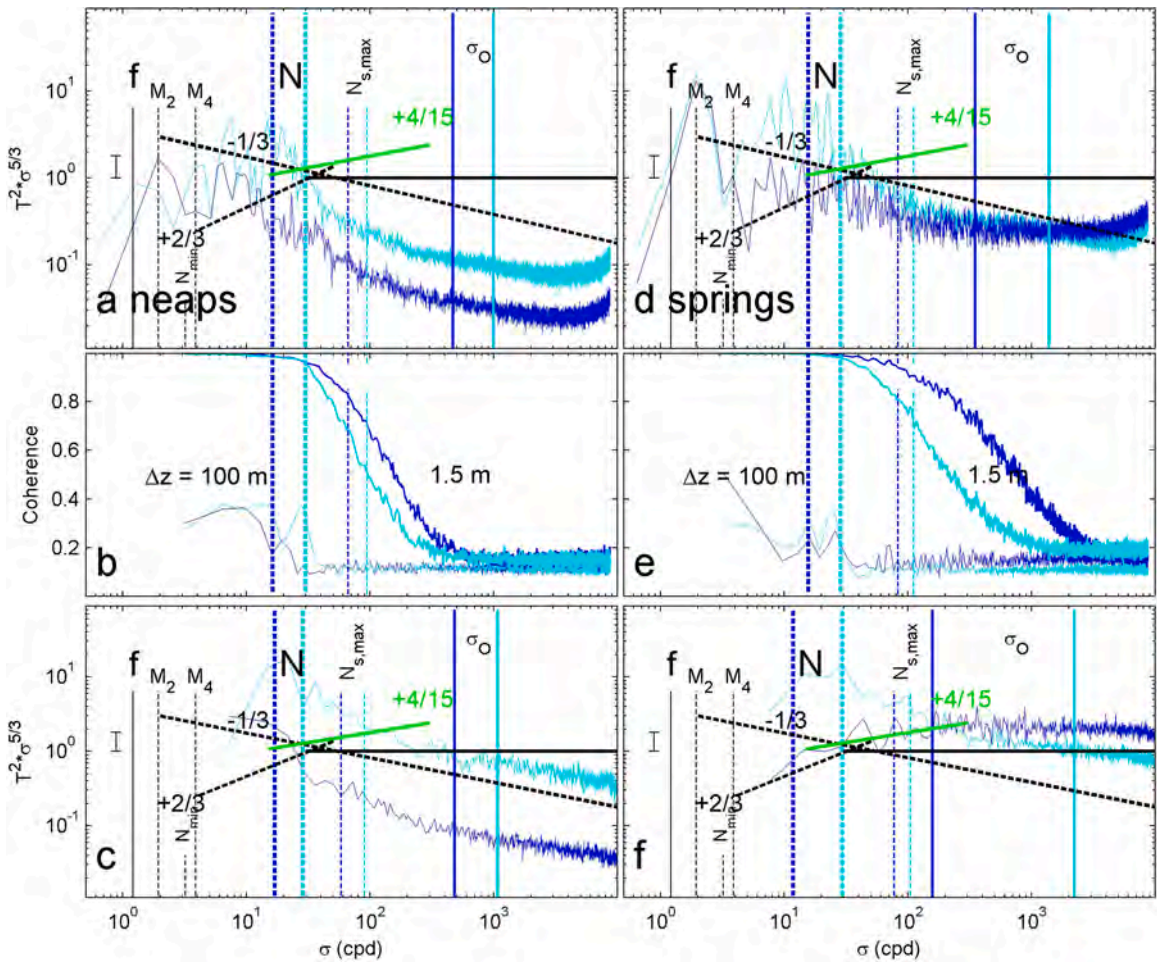 f
M₂ M₄
N
N_s,max
σ_O
-1/3
+4/15
+2/3
N_min
T²*σ^5/3
10¹
10⁰
10⁻¹
a neaps
f
M₂ M₄
N
N_s,max
σ_O
-1/3
+4/15
+2/3
N_min
d springs
Coherence
0.8
0.6
0.4
0.2
Δz = 100 m
1.5 m
b
Δz = 100 m
1.5 m
e
f
M₂ M₄
N
N_s,max
σ_O
-1/3
+4/15
+2/3
N_min
T²*σ^5/3
10¹
10⁰
10⁻¹
c
10⁰ 10¹ 10² 10³
σ (cpd)
f
M₂ M₄
N
N_s,max
σ_O
-1/3
+4/15
+2/3
N_min
f
10⁰ 10¹ 10² 10³
σ (cpd)